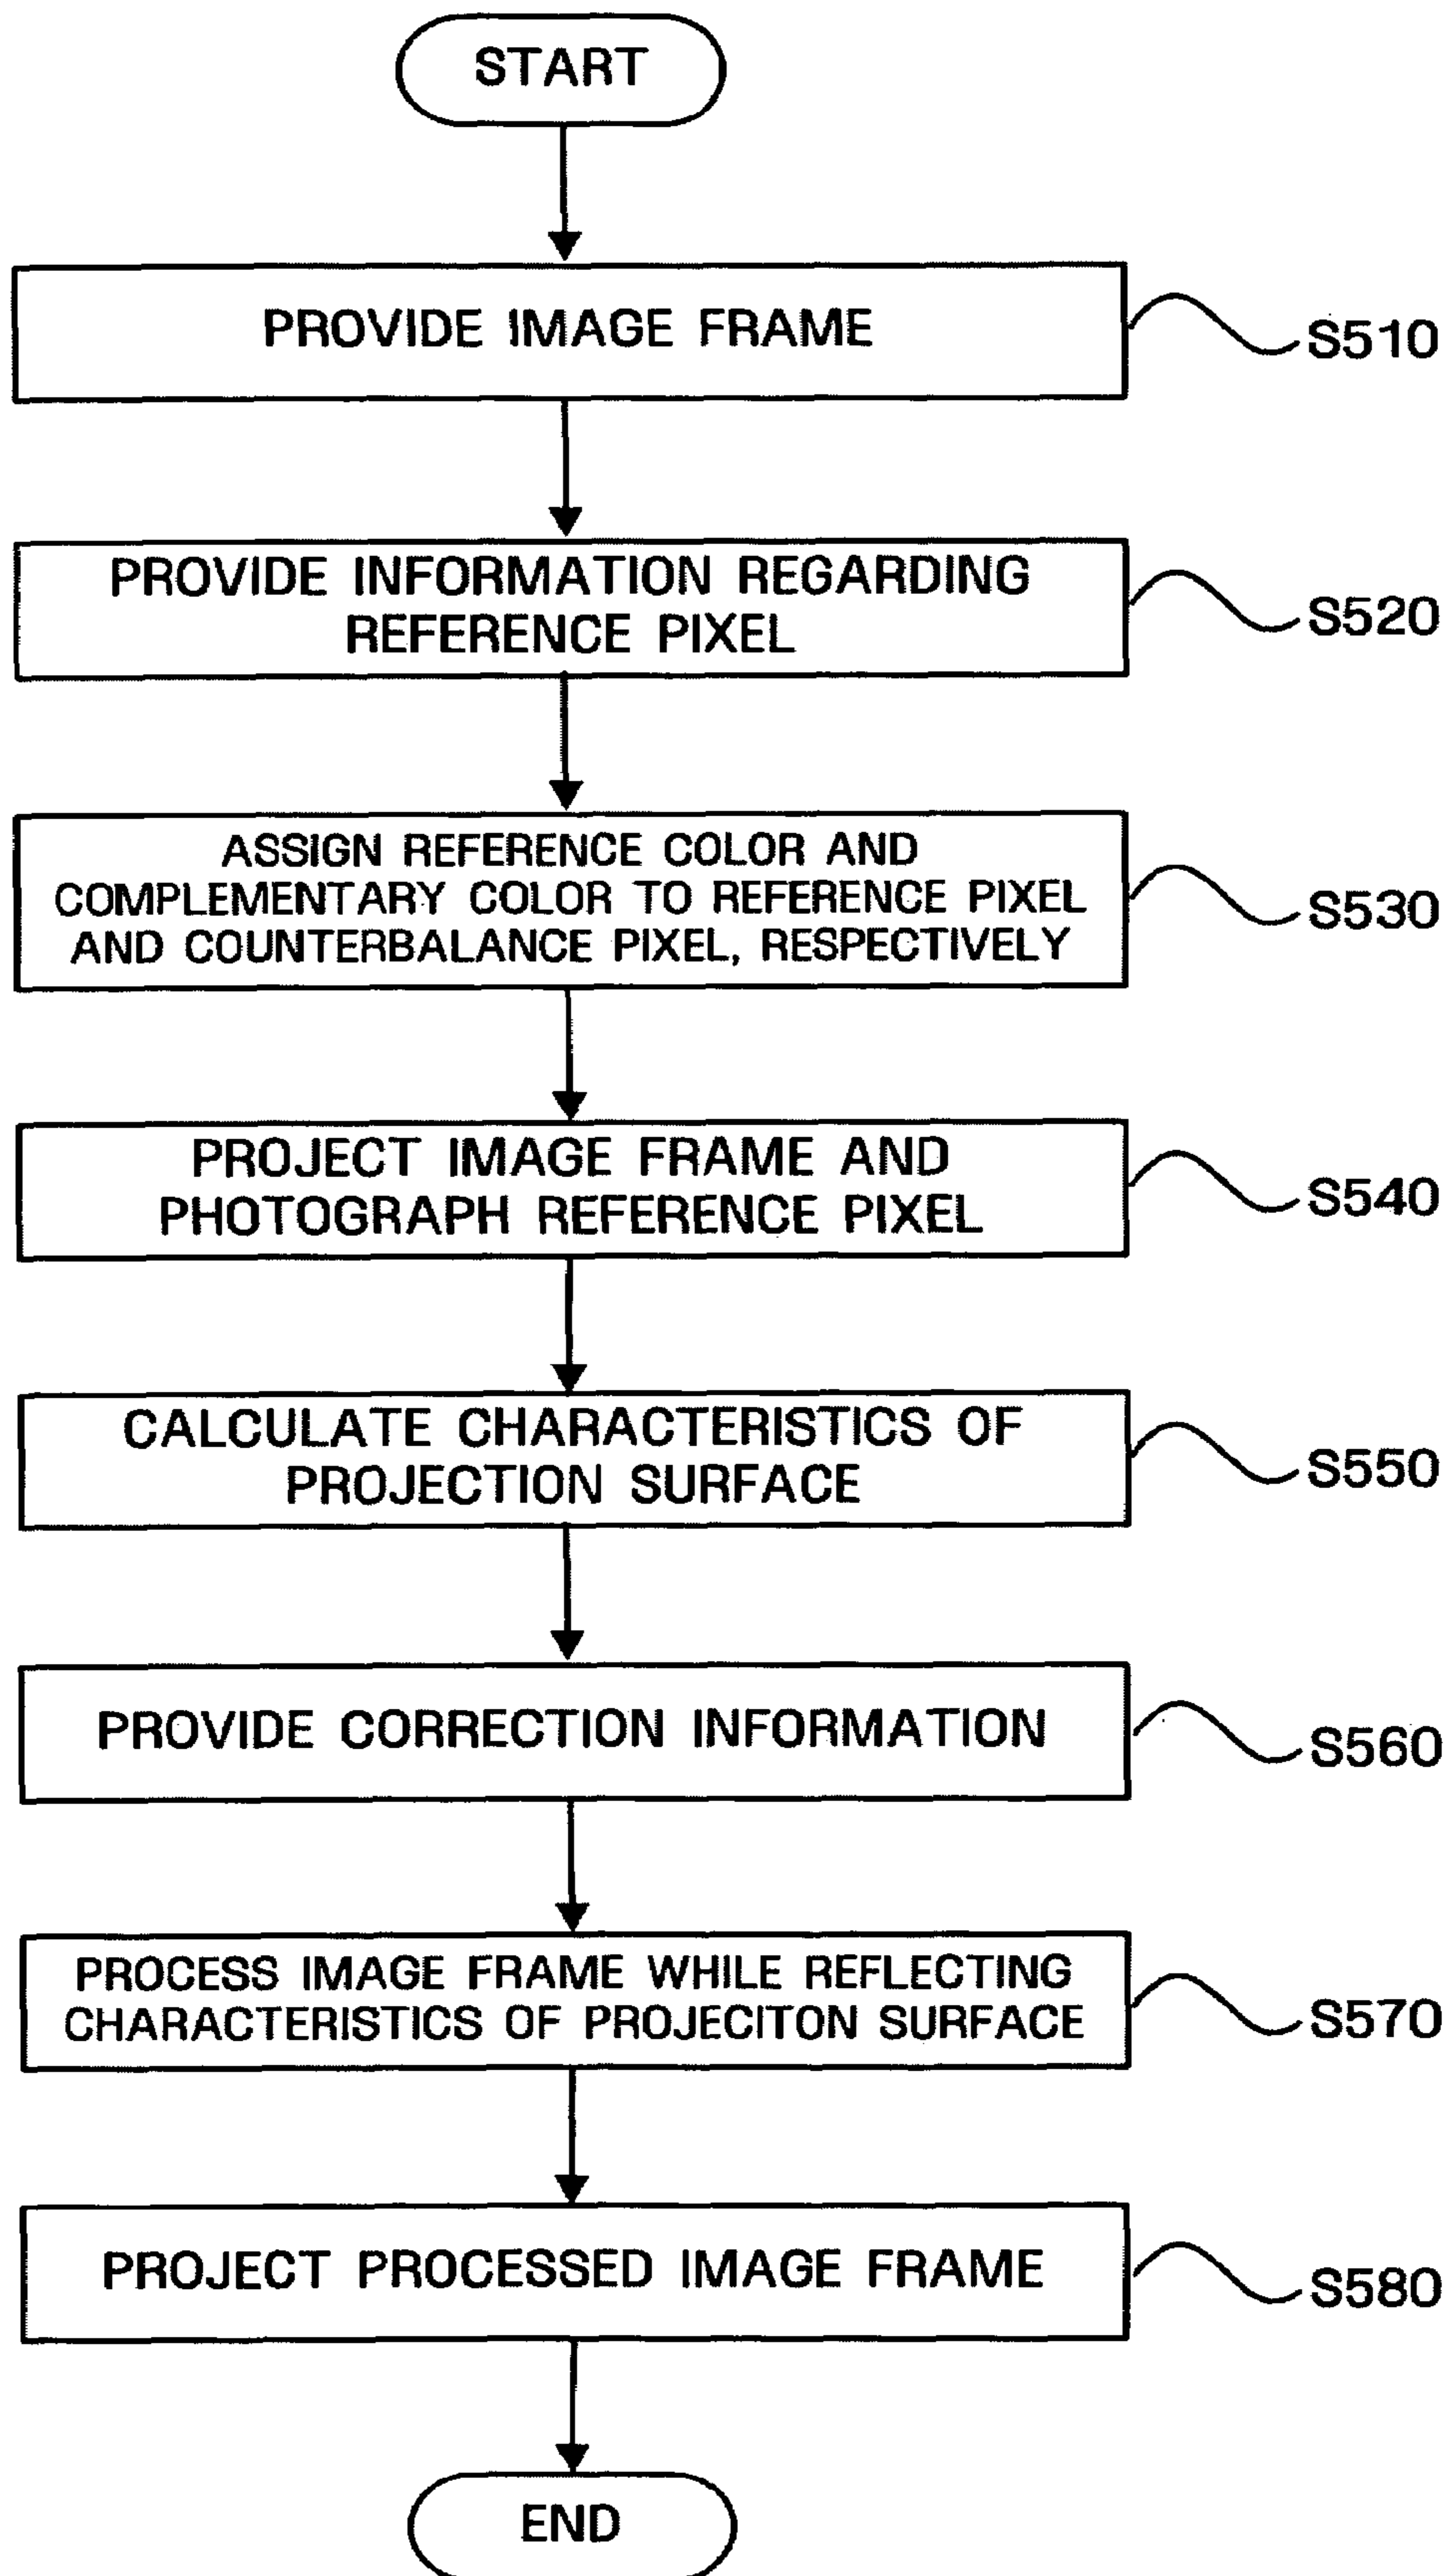 START
PROVIDE IMAGE FRAME
S510
PROVIDE INFORMATION REGARDING
REFERENCE PIXEL
S520
ASSIGN REFERENCE COLOR AND
COMPLEMENTARY COLOR TO REFERENCE PIXEL
AND COUNTERBALANCE PIXEL, RESPECTIVELY
S530
PROJECT IMAGE FRAME AND
PHOTOGRAPH REFERENCE PIXEL
S540
CALCULATE CHARACTERISTICS OF
PROJECTION SURFACE
S550
PROVIDE CORRECTION INFORMATION
S560
PROCESS IMAGE FRAME WHILE REFLECTING
CHARACTERISTICS OF PROJECITON SURFACE
S570
PROJECT PROCESSED IMAGE FRAME
S580
END